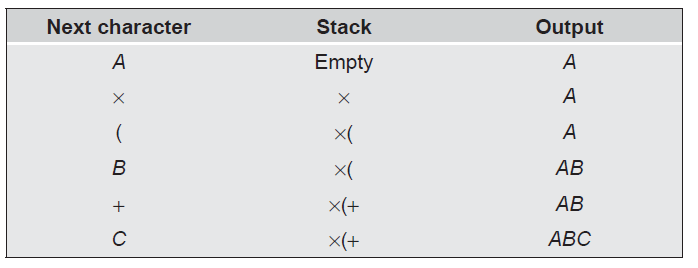 Next character Stack Output
A Empty A
× × A
( ×( A
B ×( AB
+ ×(+ AB
C ×(+ ABC